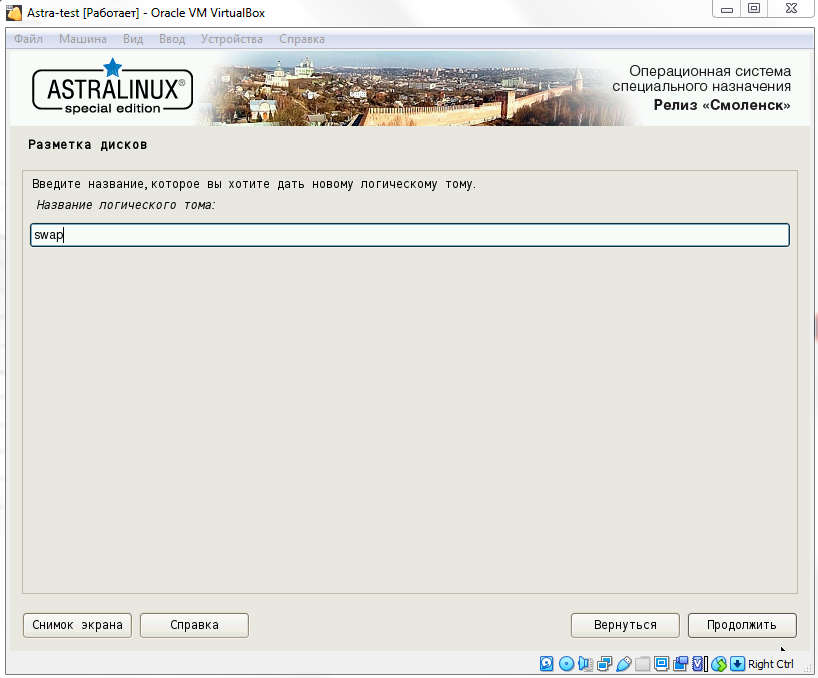 Astra-test [Работает] - Oracle VM VirtualBox
Файл Машина Вид Ввод Устройства Справка
ASTRALINUX®
special edition
Операционная система
специального назначения
Релиз «Смоленск»
Разметка дисков
Введите название, которое вы хотите дать новому логическому тому.
Название логического тома:
swap
Снимок экрана Справка Вернуться Продолжить
Right Ctrl